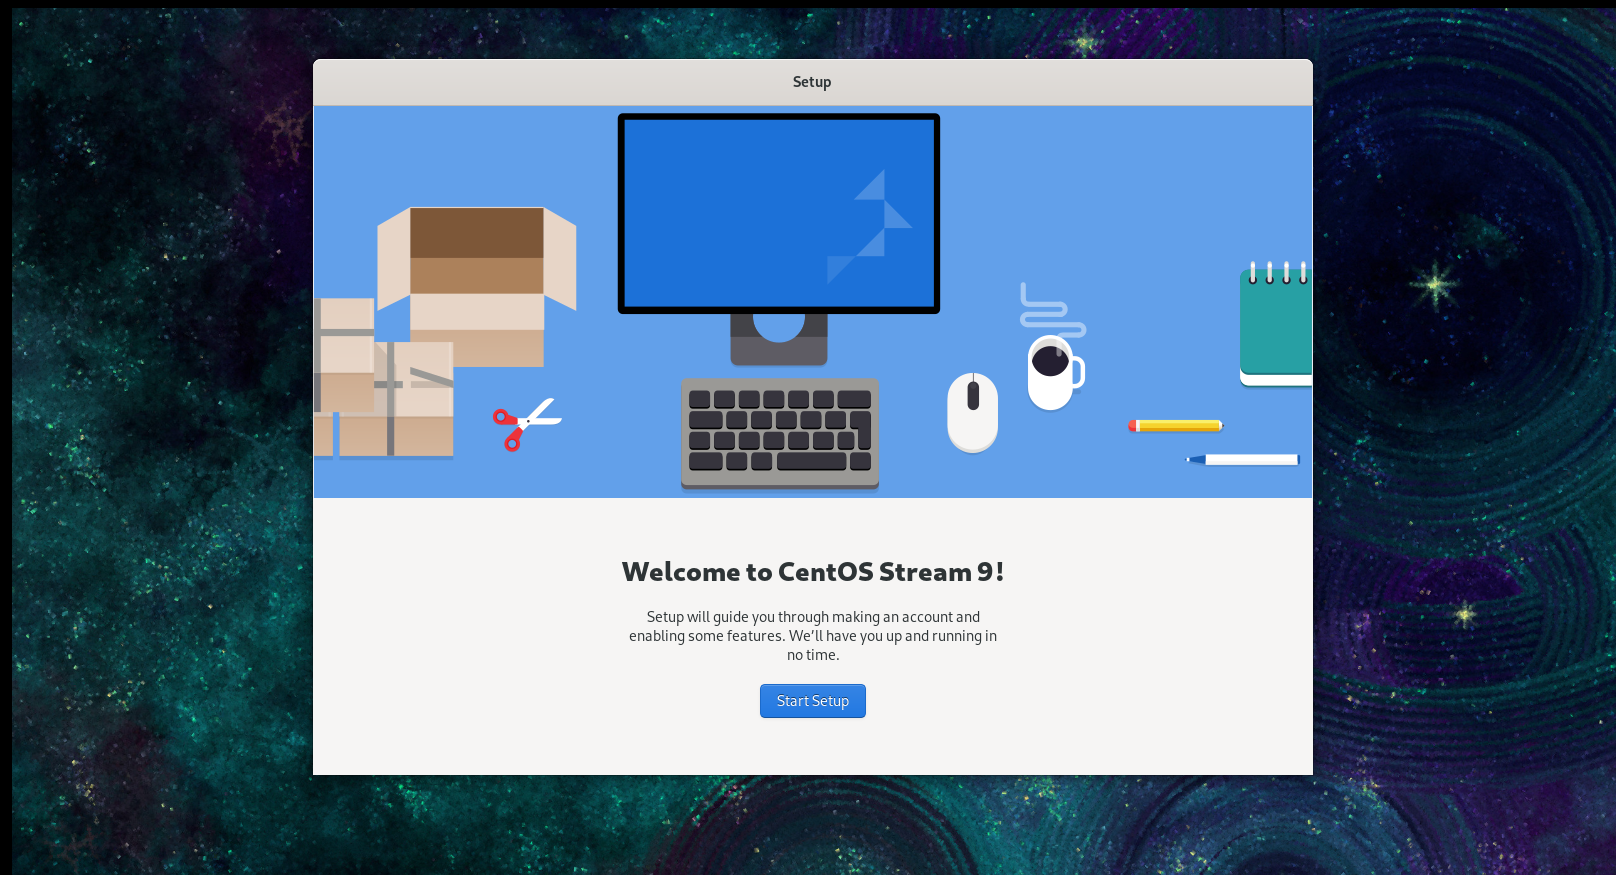 Setup
Welcome to CentOS Stream 9!
Setup will guide you through making an account and
enabling some features. We’ll have you up and running in
no time.
Start Setup